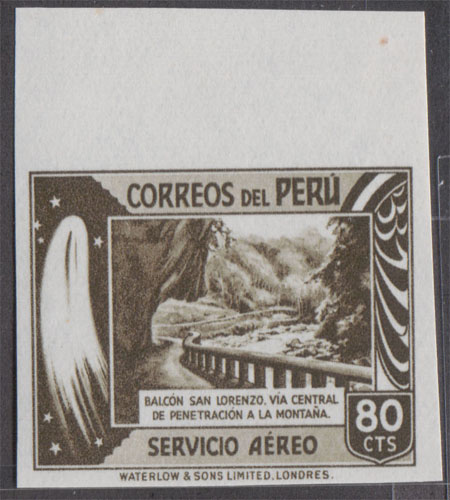 CORREOS DEL PERÚ
BALCÓN SAN LORENZO. VÍA CENTRAL
DE PENETRACIÓN A LA MONTAÑA.
80
CTS
SERVICIO AÉREO
WATERLOW & SONS LIMITED, LONDRES.